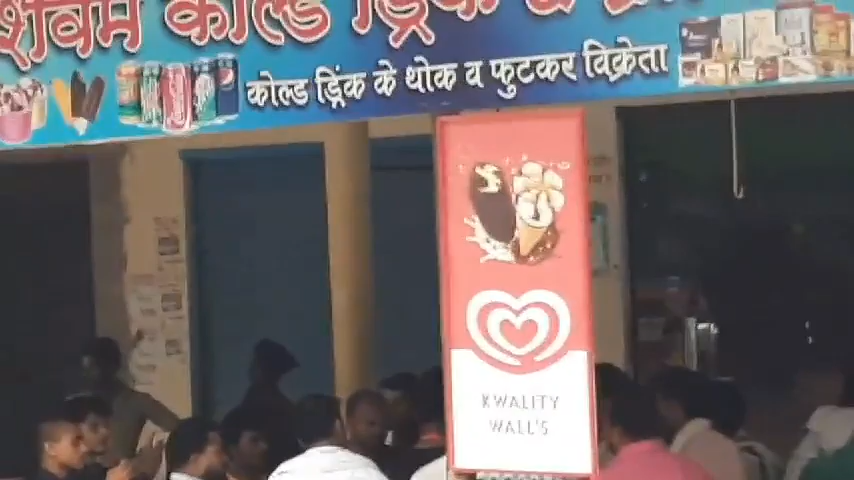 शिवम कोल्ड ड्रिंक
कोल्ड ड्रिंक के थोक व फुटकर विक्रेता
KWALITY
WALL'S